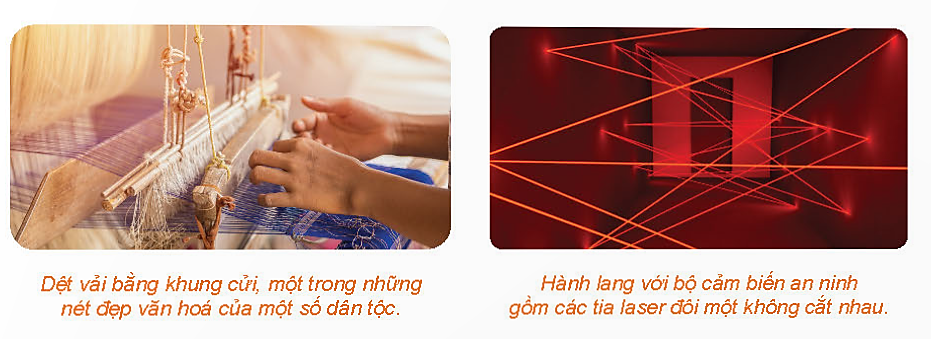 Dệt vải bằng khung cửi, một trong những
nét đẹp văn hoá của một số dân tộc.
Hành lang với bộ cảm biến an ninh
gồm các tia laser đôi một không cắt nhau.